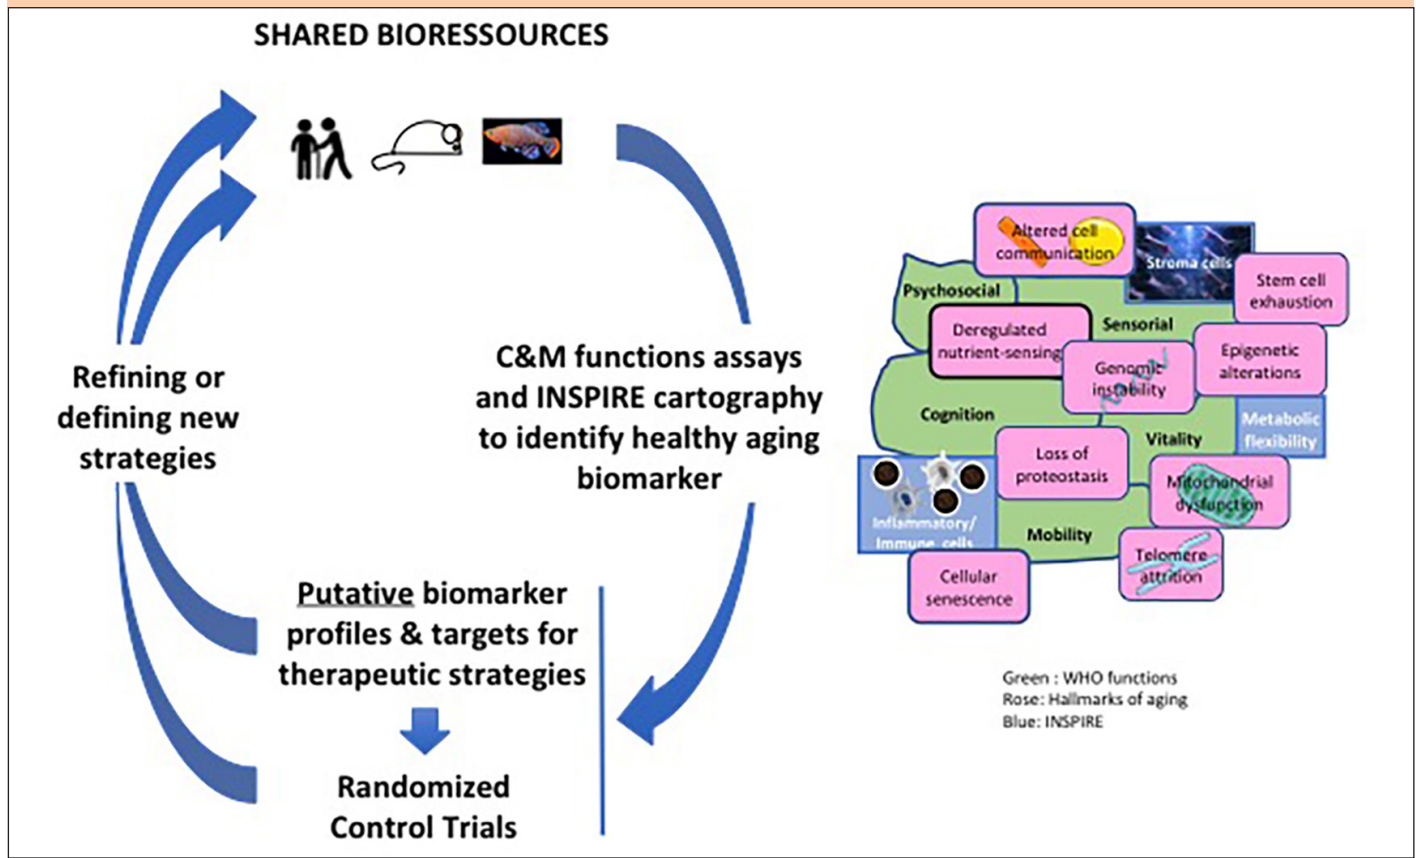 SHARED BIORESSOURCES
C&M functions assays
and INSPIRE cartography
to identify healthy aging
biomarker
Refining or
defining new
strategies
Putative biomarker
profiles & targets for
therapeutic strategies
Randomized
Control Trials
Altered cell
communication
Stroma cells
Stem cell
exhaustion
Psychosocial
Sensorial
Deregulated
nutrient-sensing
Genomic
instability
Epigenetic
alterations
Cognition
Vitality
Metabolic
flexibility
Loss of
proteostasis
Mitochondrial
dysfunction
Inflammatory/
Immune cells
Mobility
Telomere
attrition
Cellular
senescence
Green : WHO functions
Rose: Hallmarks of aging
Blue: INSPIRE